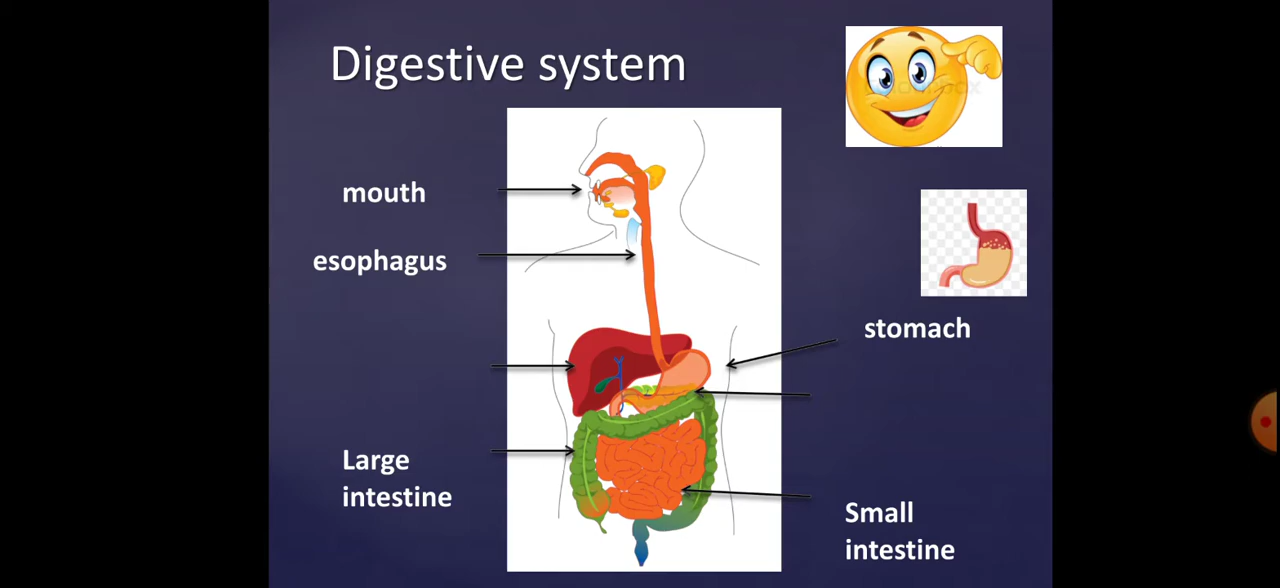 Digestive system
mouth
esophagus
stomach
Large
intestine
Small
intestine